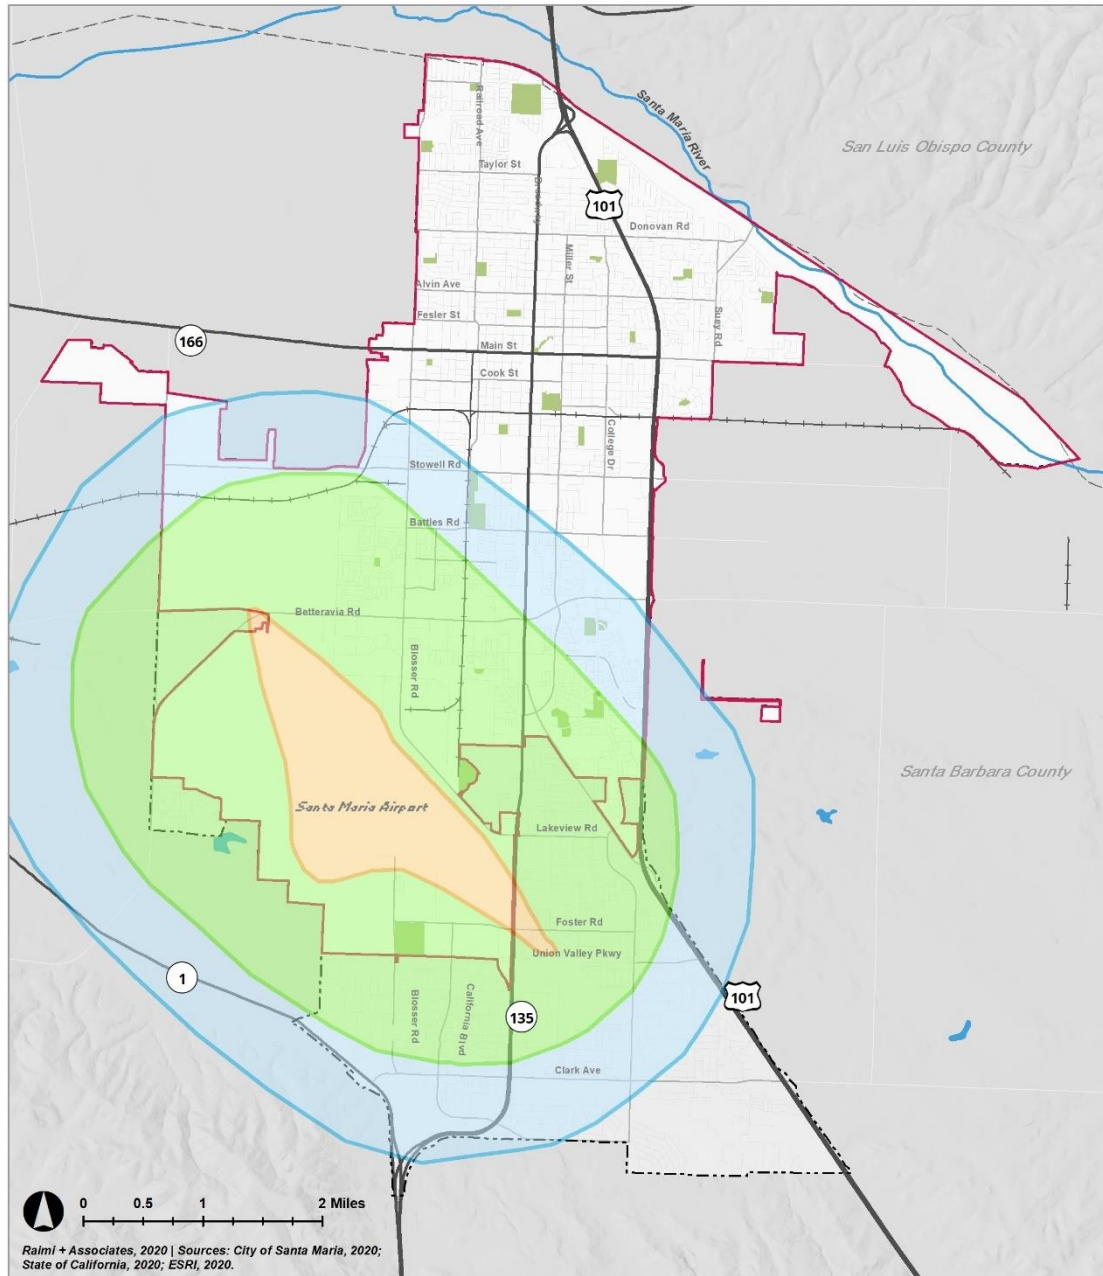 Santa Maria River
San Luis Obispo County
Railroad Ave
Taylor St
Broadway
101
Donovan Rd
Miller St
Alvin Ave
Fesler St
Suey Rd
166
Main St
Cook St
College Dr
Stowell Rd
Battles Rd
Betteravia Rd
Blosser Rd
Santa Barbara County
Santa Maria Airport
Lakeview Rd
Foster Rd
Union Valley Pkwy
1
Blosser Rd
California Blvd
135
101
Clark Ave
0 0.5 1 2 Miles
Raimi + Associates, 2020 | Sources: City of Santa Maria, 2020;
State of California, 2020; ESRI, 2020.